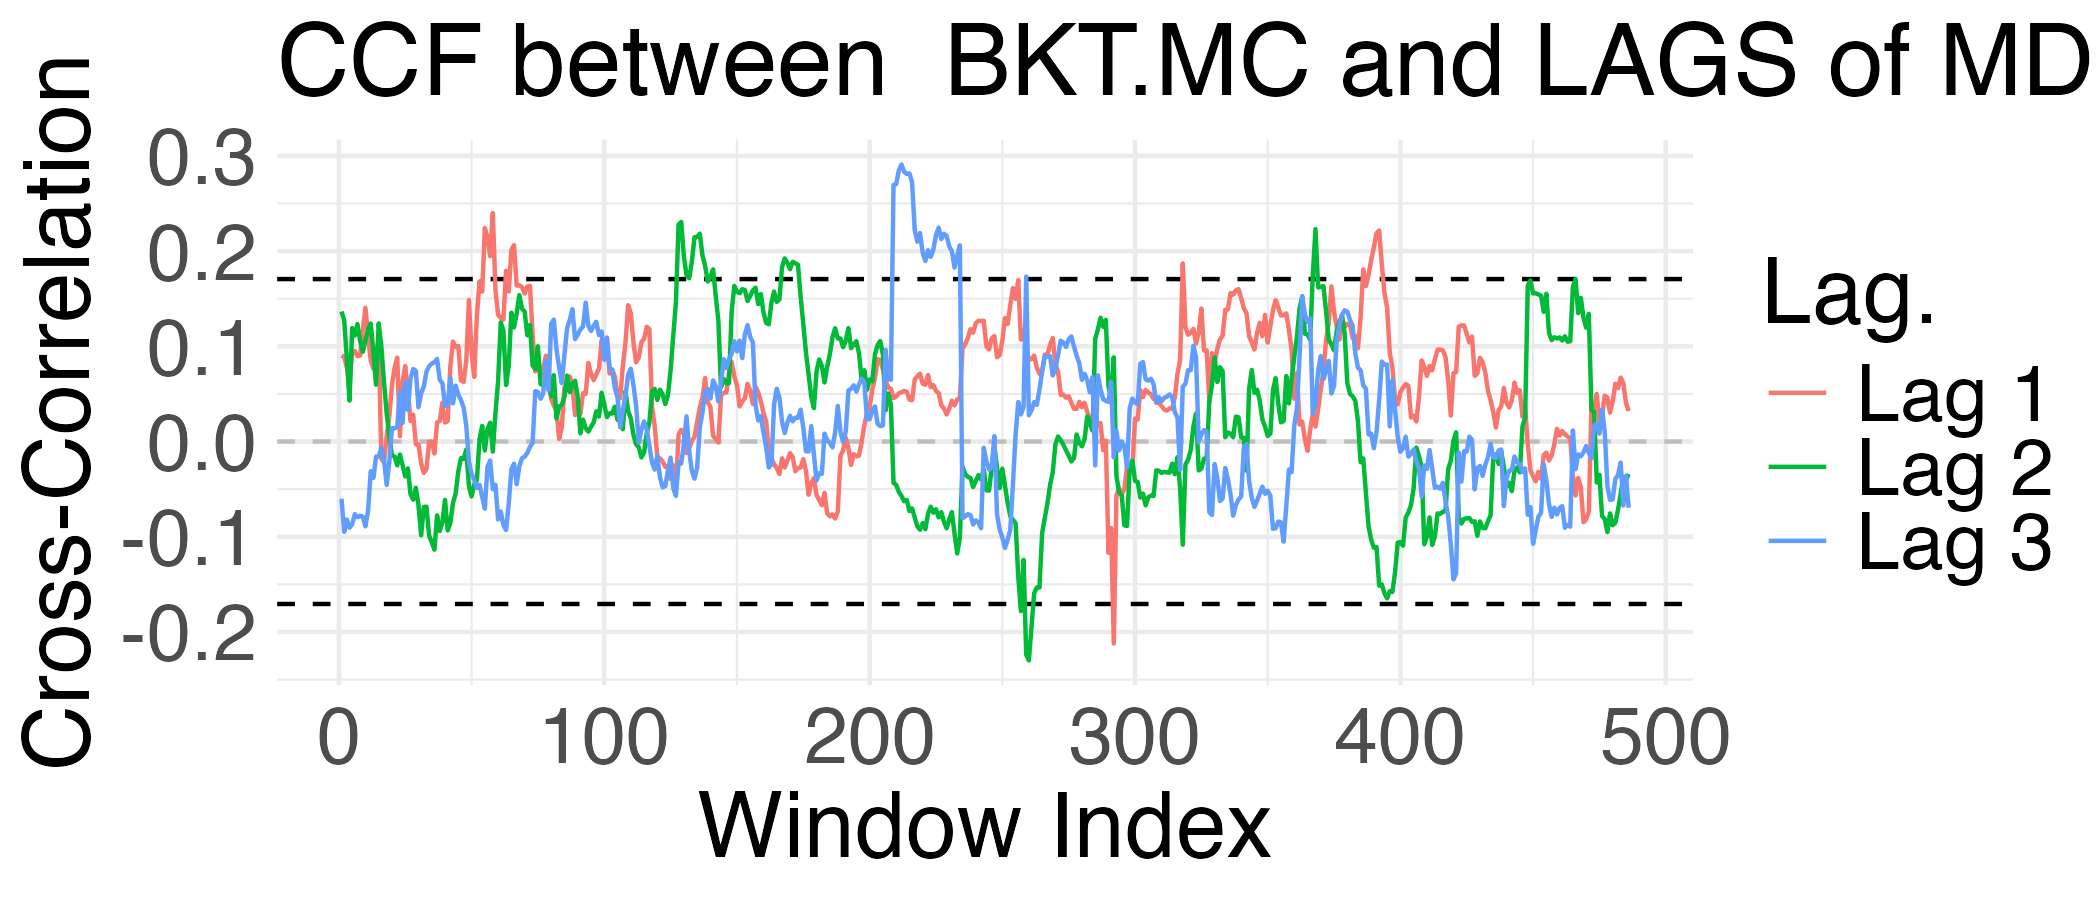 CCF between  BKT.MC and LAGS of MD
Cross-Correlation
0.3
0.2
0.1
0.0
-0.1
-0.2
0 100 200 300 400 500
Window Index
Lag.
Lag 1
Lag 2
Lag 3